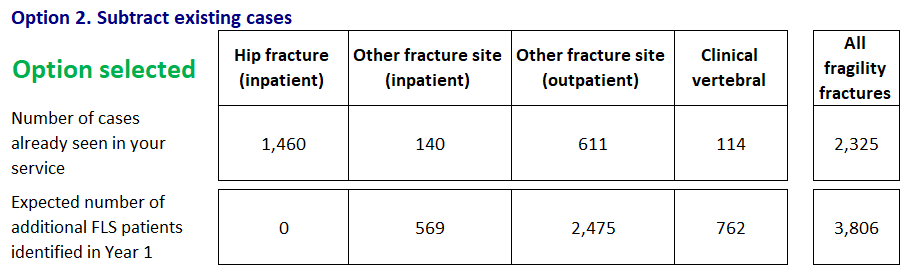 Option 2. Subtract existing cases
Option selected
Hip fracture (inpatient)
Other fracture site (inpatient)
Other fracture site (outpatient)
Clinical vertebral
All fragility fractures
Number of cases already seen in your service
1,460
140
611
114
2,325
Expected number of additional FLS patients identified in Year 1
0
569
2,475
762
3,806